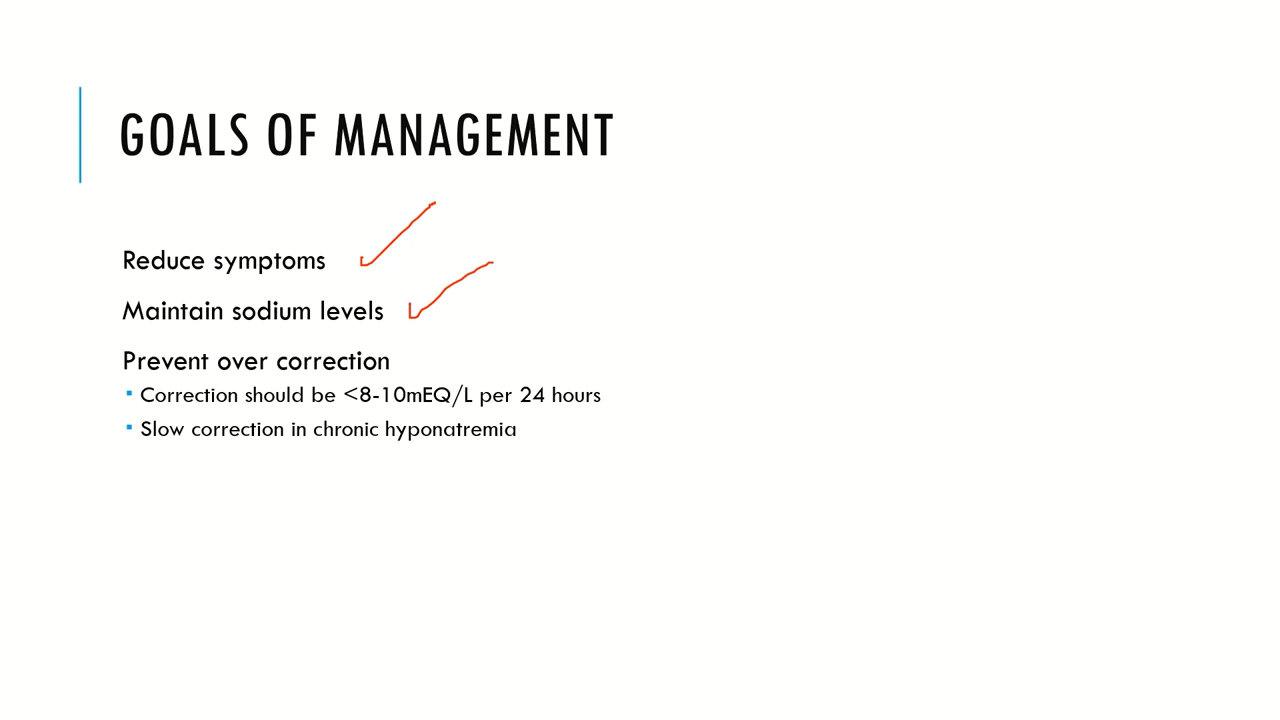 GOALS OF MANAGEMENT
Reduce symptoms
Maintain sodium levels
Prevent over correction
▪ Correction should be <8-10mEQ/L per 24 hours
▪ Slow correction in chronic hyponatremia